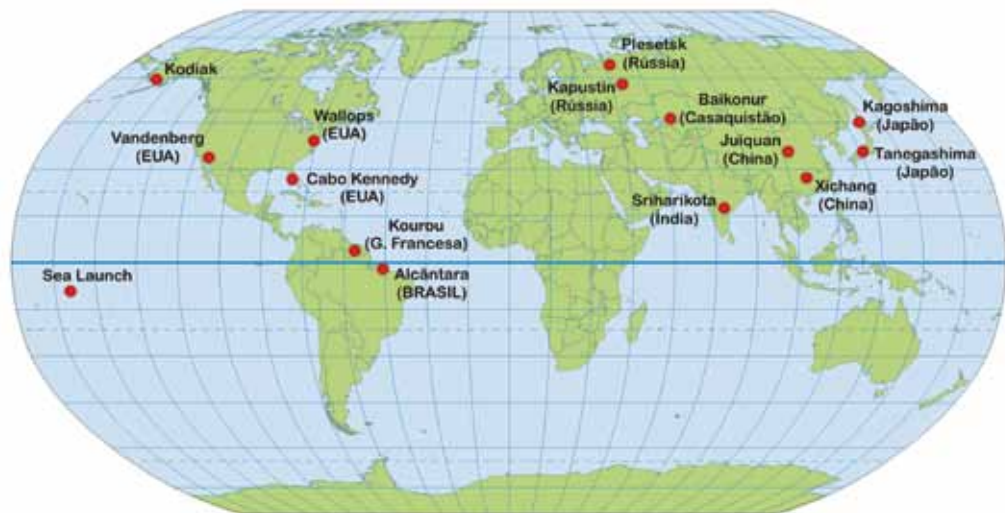 Plesetsk
(Rússia)
Kodiak
Kapustin
(Rússia)
Baikonur
(Casaquistão)
Kagoshima
(Japão)
Wallops
(EUA)
Vandenberg
(EUA)
Juiquan
(China)
Tanegashima
(Japão)
Cabo Kennedy
(EUA)
Xichang
(China)
Sriharikota
(Índia)
Kourou
(G. Francesa)
Sea Launch
Alcântara
(BRASIL)